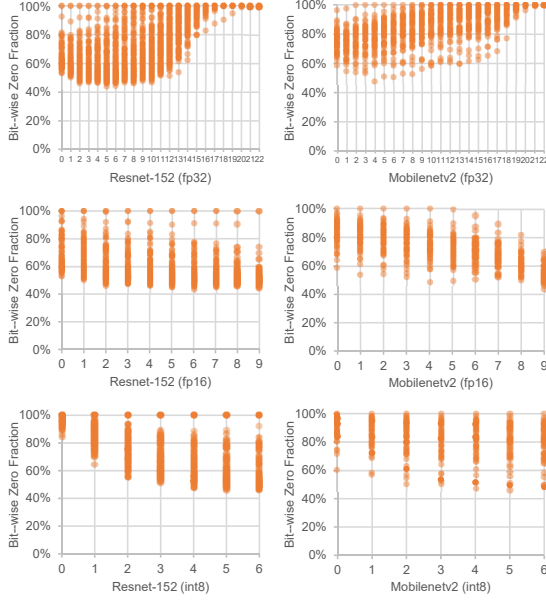 Bit--wise Zero Fraction
100%
80%
60%
40%
20%
0%
0 1 2 3 4 5 6 7 8 9 10 11 12 13 14 15 16 17 18 19 20 21 22
Resnet-152 (fp32)
Bit--wise Zero Fraction
100%
80%
60%
40%
20%
0%
0 1 2 3 4 5 6 7 8 9 10 11 12 13 14 15 16 17 18 19 20 21 22
Mobilenetv2 (fp32)
Bit--wise Zero Fraction
100%
80%
60%
40%
20%
0%
0 1 2 3 4 5 6 7 8 9
Resnet-152 (fp16)
Bit--wise Zero Fraction
100%
80%
60%
40%
20%
0%
0 1 2 3 4 5 6 7 8 9
Mobilenetv2 (fp16)
Bit--wise Zero Fraction
100%
80%
60%
40%
20%
0%
0 1 2 3 4 5 6
Resnet-152 (int8)
Bit--wise Zero Fraction
100%
80%
60%
40%
20%
0%
0 1 2 3 4 5 6
Mobilenetv2 (int8)